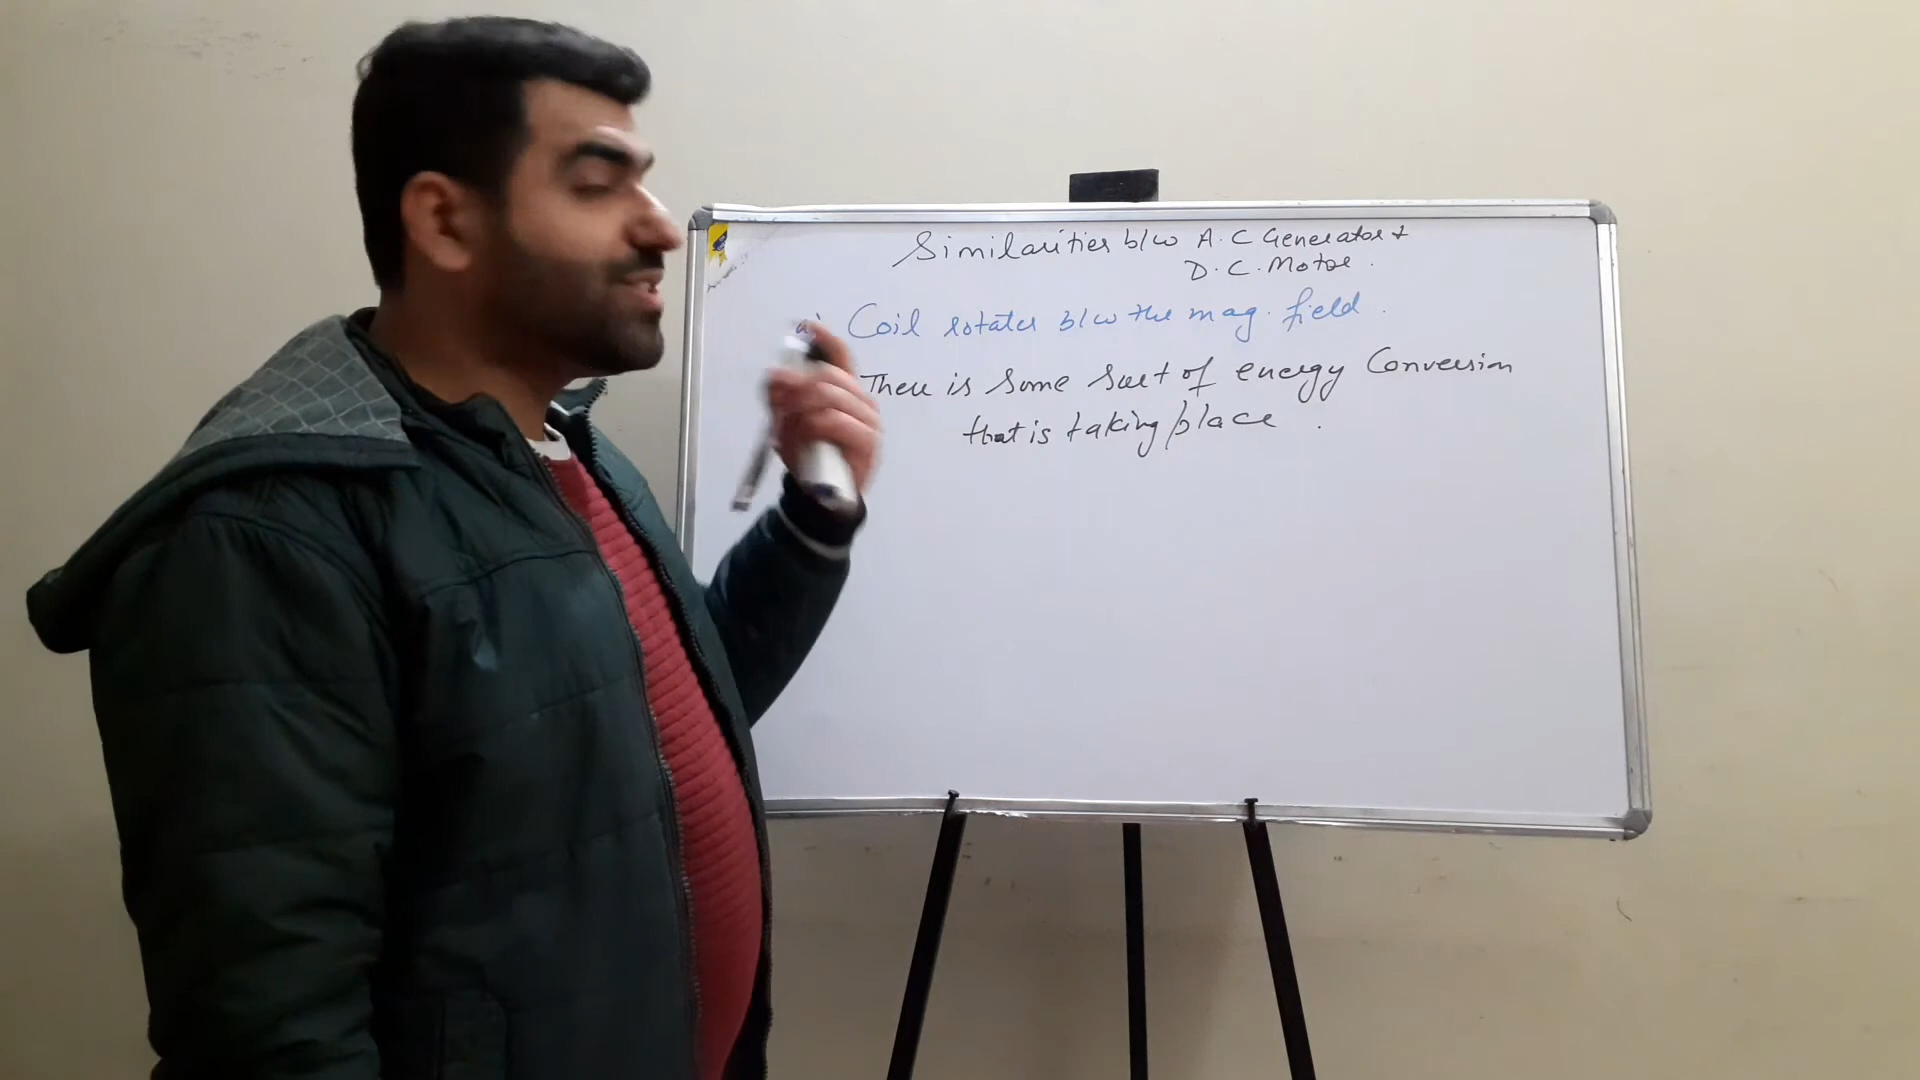 Similarities b/w A.C Generator &
D.C. Motor.
a) Coil rotates b/w the mag. field.
There is some sort of energy Conversion
that is taking place.